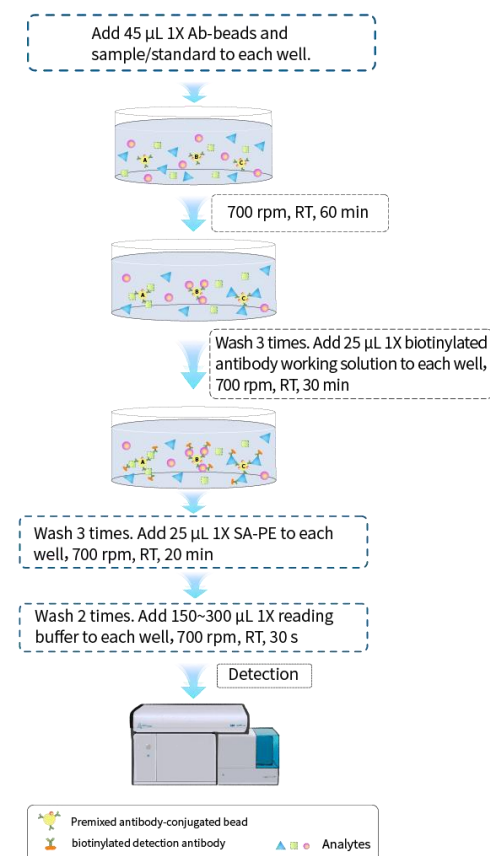 Add 45 μL 1X Ab-beads and
sample/standard to each well.
A
B
C
700 rpm, RT, 60 min
A
B
C
Wash 3 times. Add 25 μL 1X biotinylated
antibody working solution to each well,
700 rpm, RT, 30 min
A
B
C
Wash 3 times. Add 25 μL 1X SA-PE to each
well, 700 rpm, RT, 20 min
Wash 2 times. Add 150~300 μL 1X reading
buffer to each well, 700 rpm, RT, 30 s
Detection
Premixed antibody-conjugated bead
biotinylated detection antibody
Analytes